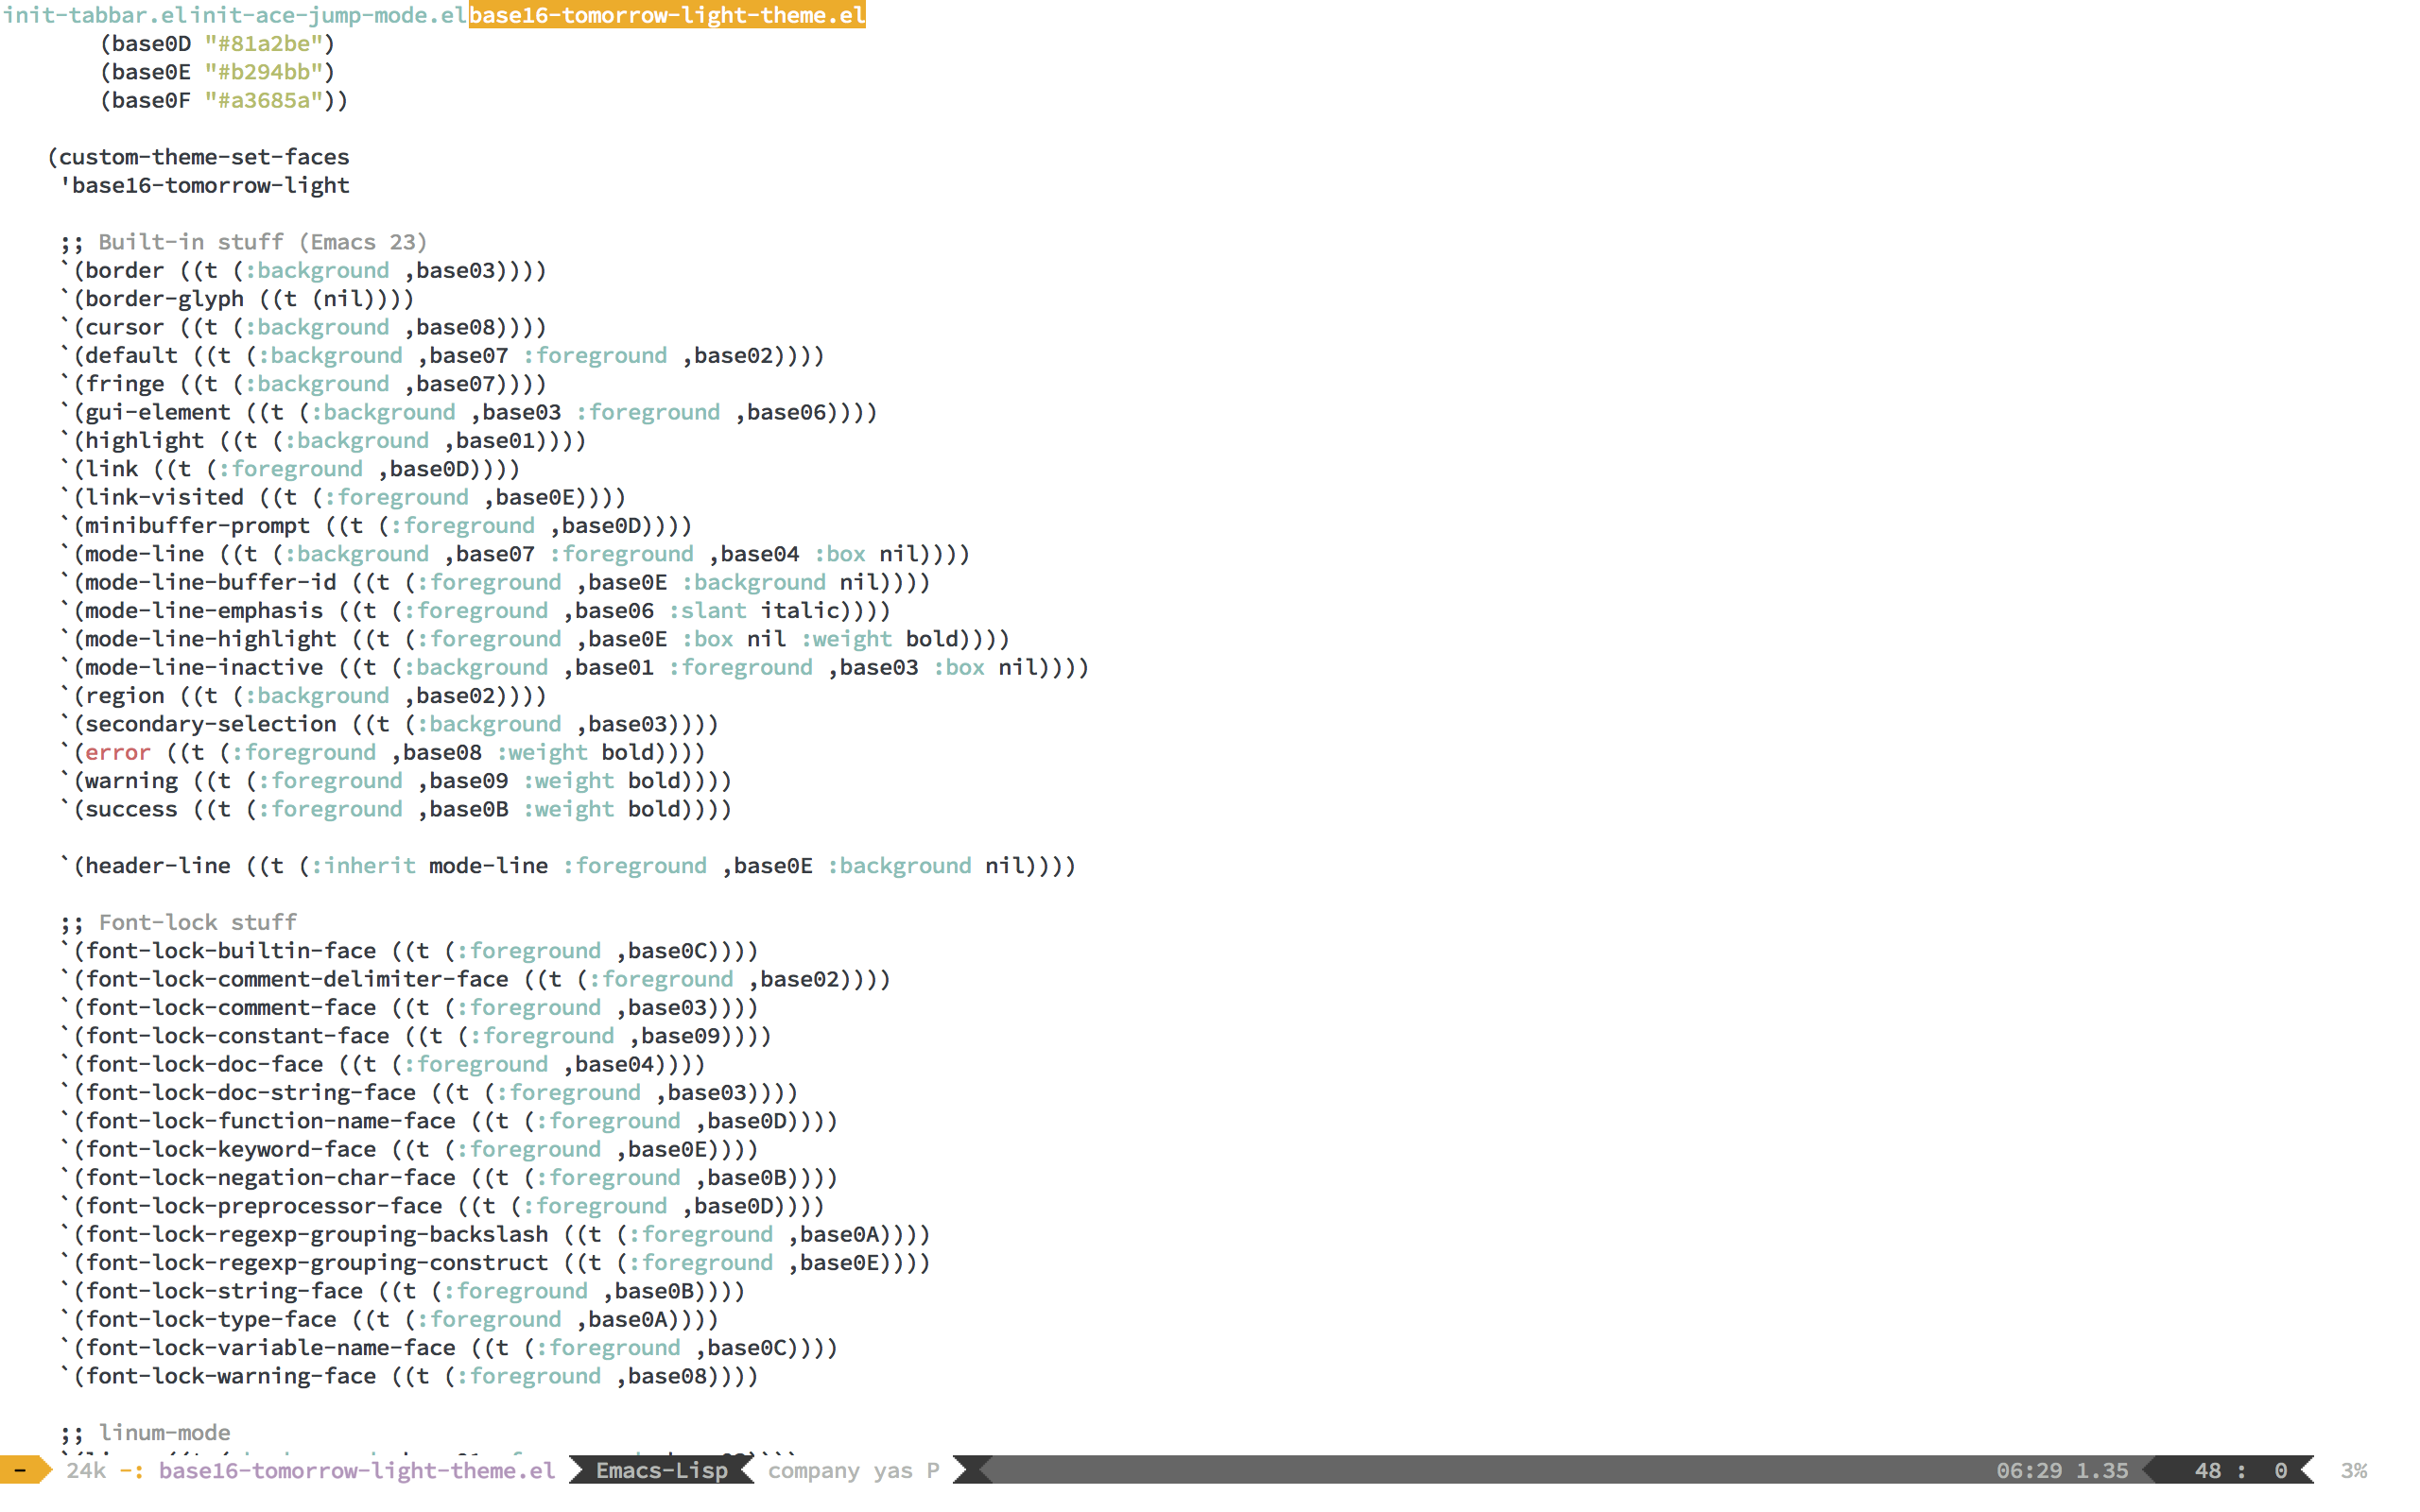 init-tabbar.elinit-ace-jump-mode.elbase16-tomorrow-light-theme.el
(base0D "#81a2be")
(base0E "#b294bb")
(base0F "#a3685a"))
(custom-theme-set-faces
'base16-tomorrow-light
;; Built-in stuff (Emacs 23)
`(border ((t (:background ,base03))))
`(border-glyph ((t (nil))))
`(cursor ((t (:background ,base08))))
`(default ((t (:background ,base07 :foreground ,base02))))
`(fringe ((t (:background ,base07))))
`(gui-element ((t (:background ,base03 :foreground ,base06))))
`(highlight ((t (:background ,base01))))
`(link ((t (:foreground ,base0D))))
`(link-visited ((t (:foreground ,base0E))))
`(minibuffer-prompt ((t (:foreground ,base0D))))
`(mode-line ((t (:background ,base07 :foreground ,base04 :box nil))))
`(mode-line-buffer-id ((t (:foreground ,base0E :background nil))))
`(mode-line-emphasis ((t (:foreground ,base06 :slant italic))))
`(mode-line-highlight ((t (:foreground ,base0E :box nil :weight bold))))
`(mode-line-inactive ((t (:background ,base01 :foreground ,base03 :box nil))))
`(region ((t (:background ,base02))))
`(secondary-selection ((t (:background ,base03))))
`(error ((t (:foreground ,base08 :weight bold))))
`(warning ((t (:foreground ,base09 :weight bold))))
`(success ((t (:foreground ,base0B :weight bold))))
`(header-line ((t (:inherit mode-line :foreground ,base0E :background nil))))
;; Font-lock stuff
`(font-lock-builtin-face ((t (:foreground ,base0C))))
`(font-lock-comment-delimiter-face ((t (:foreground ,base02))))
`(font-lock-comment-face ((t (:foreground ,base03))))
`(font-lock-constant-face ((t (:foreground ,base09))))
`(font-lock-doc-face ((t (:foreground ,base04))))
`(font-lock-doc-string-face ((t (:foreground ,base03))))
`(font-lock-function-name-face ((t (:foreground ,base0D))))
`(font-lock-keyword-face ((t (:foreground ,base0E))))
`(font-lock-negation-char-face ((t (:foreground ,base0B))))
`(font-lock-preprocessor-face ((t (:foreground ,base0D))))
`(font-lock-regexp-grouping-backslash ((t (:foreground ,base0A))))
`(font-lock-regexp-grouping-construct ((t (:foreground ,base0E))))
`(font-lock-string-face ((t (:foreground ,base0B))))
`(font-lock-type-face ((t (:foreground ,base0A))))
`(font-lock-variable-name-face ((t (:foreground ,base0C))))
`(font-lock-warning-face ((t (:foreground ,base08))))
;; linum-mode
- 24k -: base16-tomorrow-light-theme.el Emacs-Lisp company yas P 06:29 1.35 48 : 0 3%